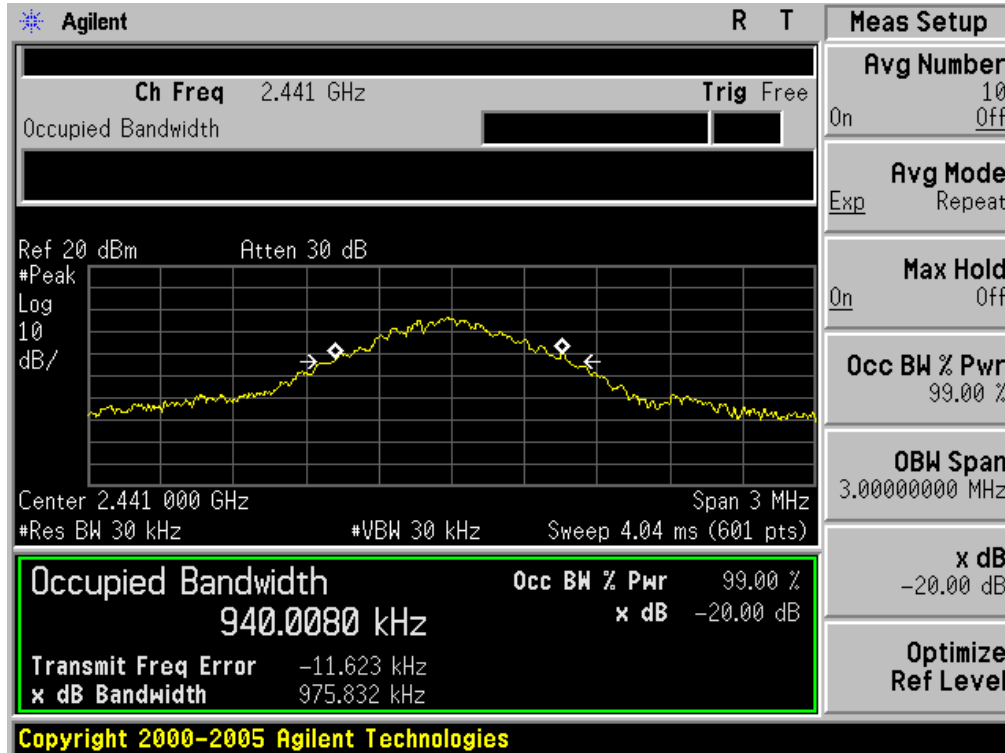 Agilent R T
Ch Freq 2.441 GHz Trig Free
Occupied Bandwidth
Ref 20 dBm Atten 30 dB
#Peak
Log
10
dB/
Center 2.441 000 GHz Span 3 MHz
#Res BW 30 kHz #VBW 30 kHz Sweep 4.04 ms (601 pts)
Occupied Bandwidth
940.0080 kHz
Occ BW % Pwr 99.00 %
x dB -20.00 dB
Transmit Freq Error -11.623 kHz
x dB Bandwidth 975.832 kHz
Meas Setup
Avg Number
10
On Off
Avg Mode
Exp Repeat
Max Hold
On Off
Occ BW % Pwr
99.00 %
OBW Span
3.00000000 MHz
x dB
-20.00 dB
Optimize
Ref Level
Copyright 2000-2005 Agilent Technologies